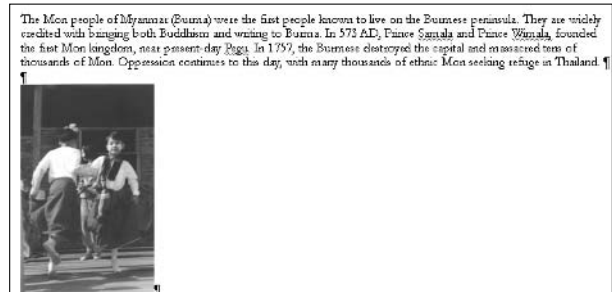 The Mon people of Myanmar (Burma) were the first people known to live on the Burmese peninsula. They are widely
credited with bringing both Buddhism and writing to Burma. In 573 AD, Prince Samala and Prince Wimala, founded
the first Mon kingdom, near present-day Pegu. In 1757, the Burmese destroyed the capital and massacred tens of
thousands of Mon. Oppression continues to this day, with many thousands of ethnic Mon seeking refuge in Thailand. ¶
¶
¶